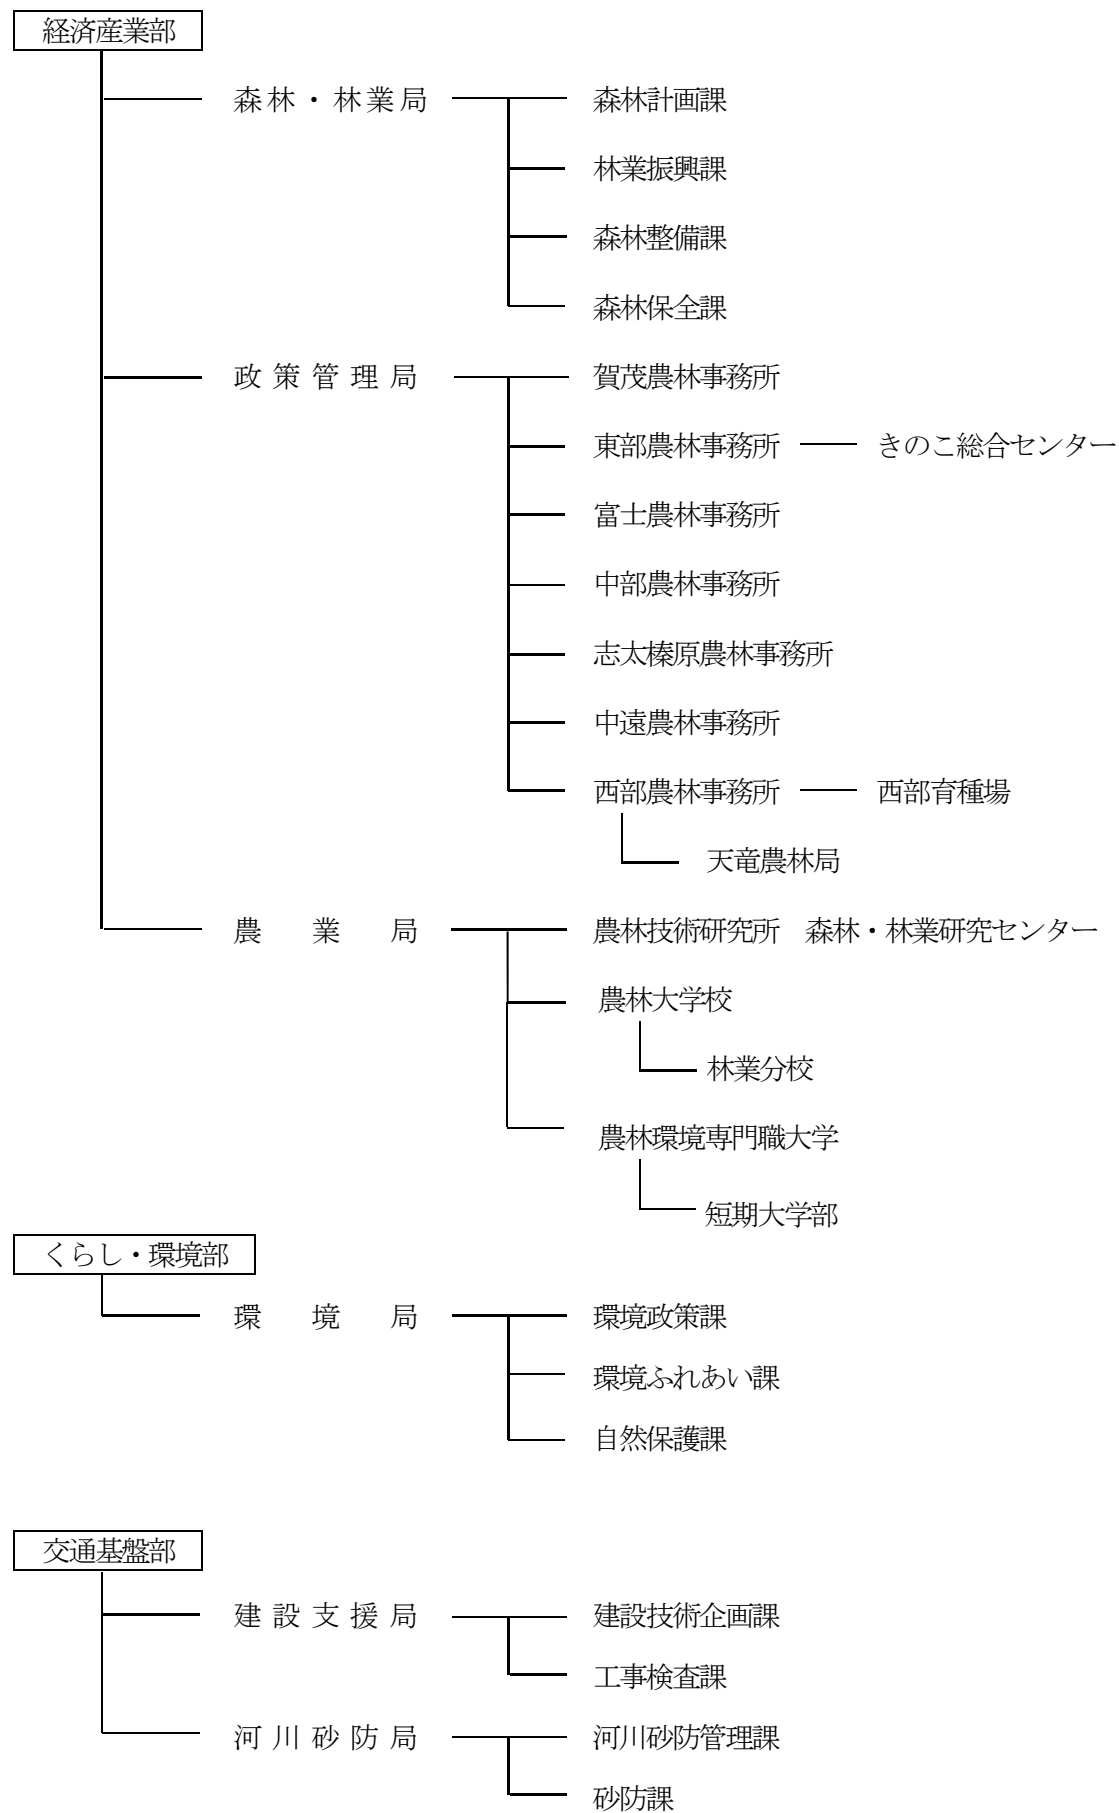 経済産業部
森林・林業局 森林計画課
林業振興課
森林整備課
森林保全課
政策管理局 賀茂農林事務所
東部農林事務所 きのこ総合センター
富士農林事務所
中部農林事務所
志太榛原農林事務所
中遠農林事務所
西部農林事務所 西部育種場
天竜農林局
農業局 農林技術研究所 森林・林業研究センター
農林大学校
林業分校
農林環境専門職大学
短期大学部
くらし・環境部
環境局 環境政策課
環境ふれあい課
自然保護課
交通基盤部
建設支援局 建設技術企画課
工事検査課
河川砂防局 河川砂防管理課
砂防課